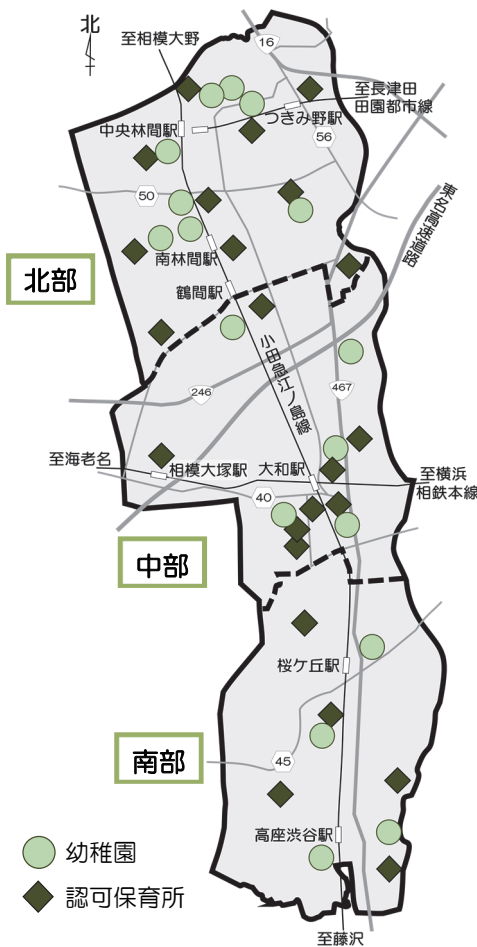 北
至相模大野
16
至長津田
田園都市線
つきみ野駅
中央林間駅
56
50
東名高速道路
南林間駅
北部
鶴間駅
小田急江ノ島線
246
467
至海老名
相模大塚駅
大和駅
至横浜
相鉄本線
40
中部
桜ケ丘駅
南部
45
高座渋谷駅
幼稚園
認可保育所
至藤沢